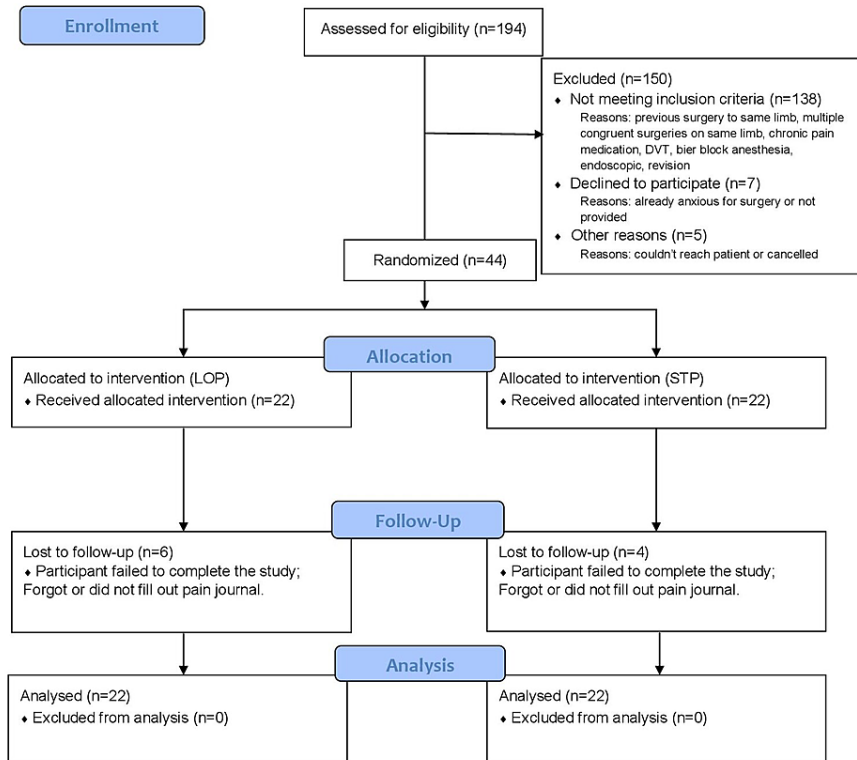 Enrollment
Assessed for eligibility (n=194)
Excluded (n=150)
♦ Not meeting inclusion criteria (n=138)
Reasons: previous surgery to same limb, multiple
congruent surgeries on same limb, chronic pain
medication, DVT, bier block anesthesia,
endoscopic, revision
♦ Declined to participate (n=7)
Reasons: already anxious for surgery or not
provided
♦ Other reasons (n=5)
Reasons: couldn't reach patient or cancelled
Randomized (n=44)
Allocation
Allocated to intervention (LOP)
♦ Received allocated intervention (n=22)
Allocated to intervention (STP)
♦ Received allocated intervention (n=22)
Follow-Up
Lost to follow-up (n=6)
♦ Participant failed to complete the study;
Forgot or did not fill out pain journal.
Lost to follow-up (n=4)
♦ Participant failed to complete the study;
Forgot or did not fill out pain journal.
Analysis
Analysed (n=22)
♦ Excluded from analysis (n=0)
Analysed (n=22)
♦ Excluded from analysis (n=0)